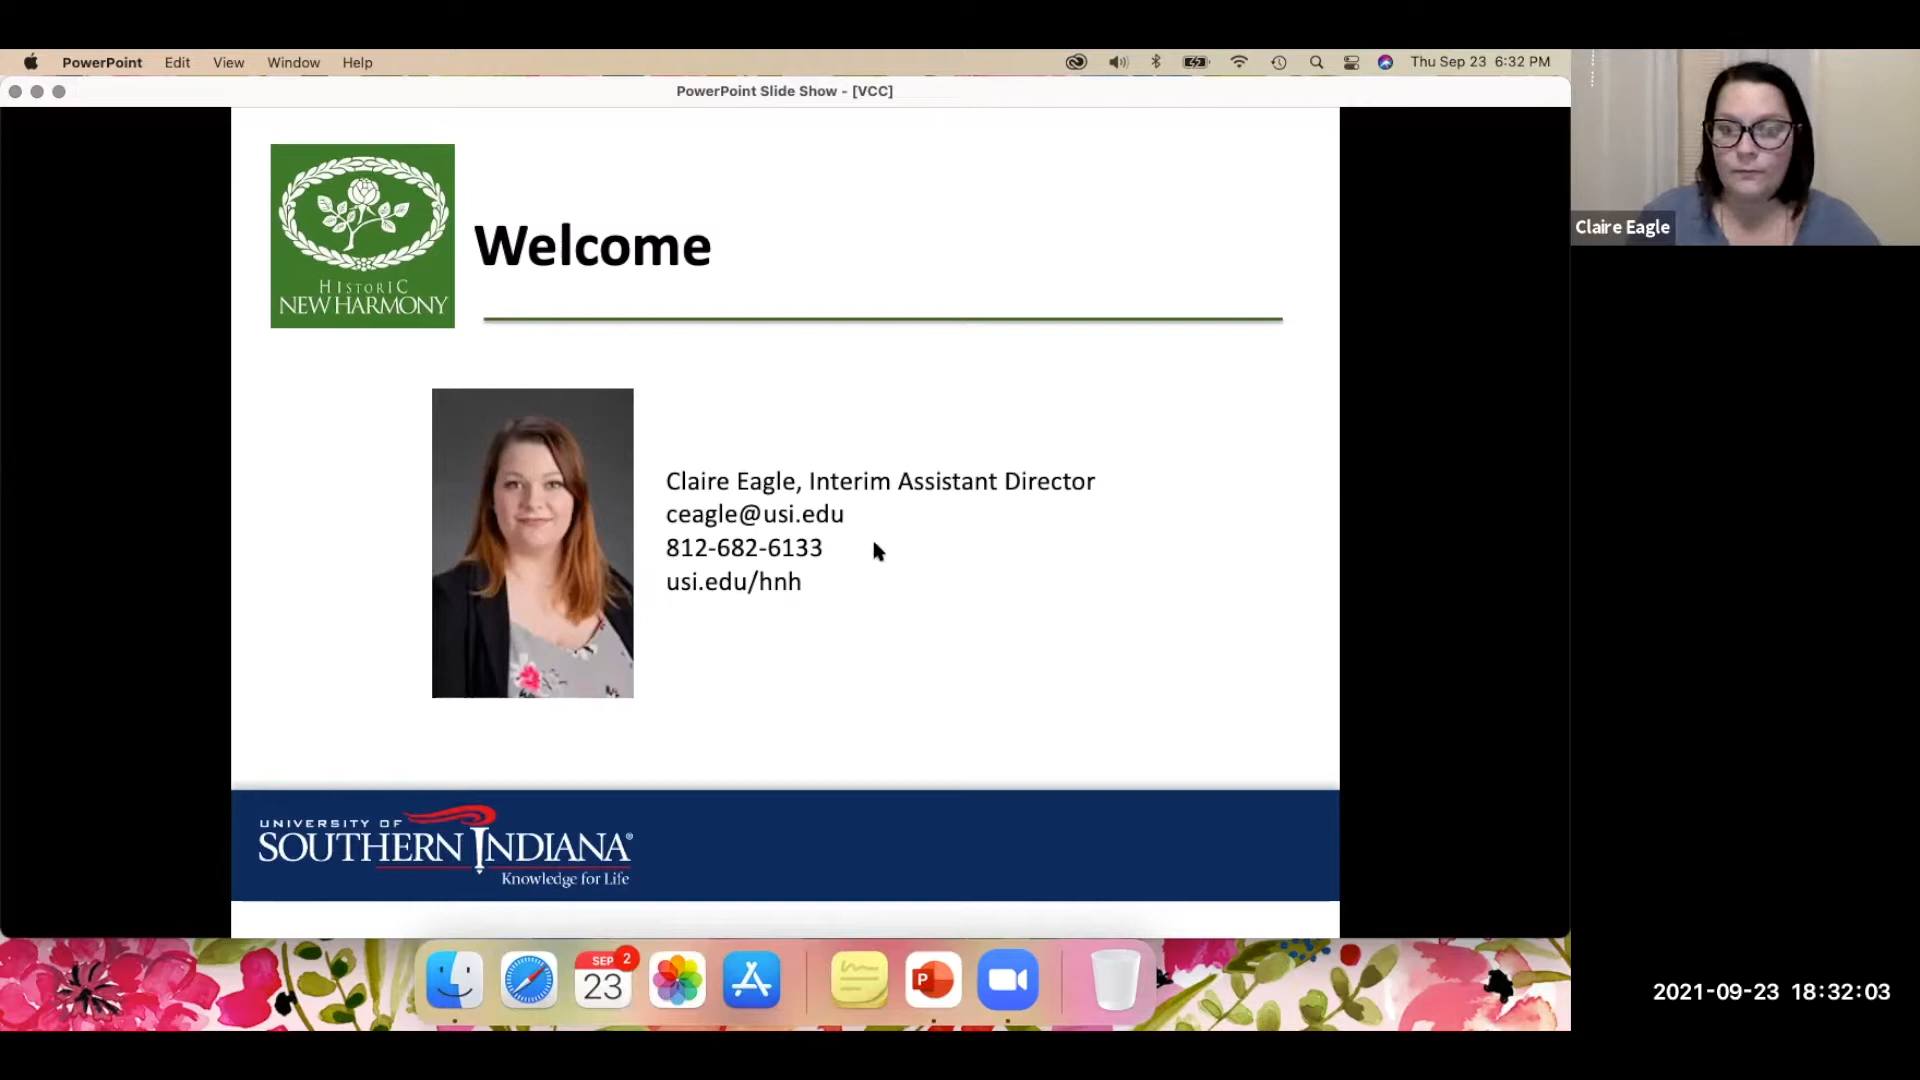 PowerPoint Edit View Window Help
Thu Sep 23 6:32 PM
PowerPoint Slide Show - [VCC]
Claire Eagle
HISTORIC
NEW HARMONY
Welcome
Claire Eagle, Interim Assistant Director
ceagle@usi.edu
812-682-6133
usi.edu/hnh
UNIVERSITY OF
SOUTHERN INDIANA®
Knowledge for Life
SEP 2
23
P
2021-09-23 18:32:03